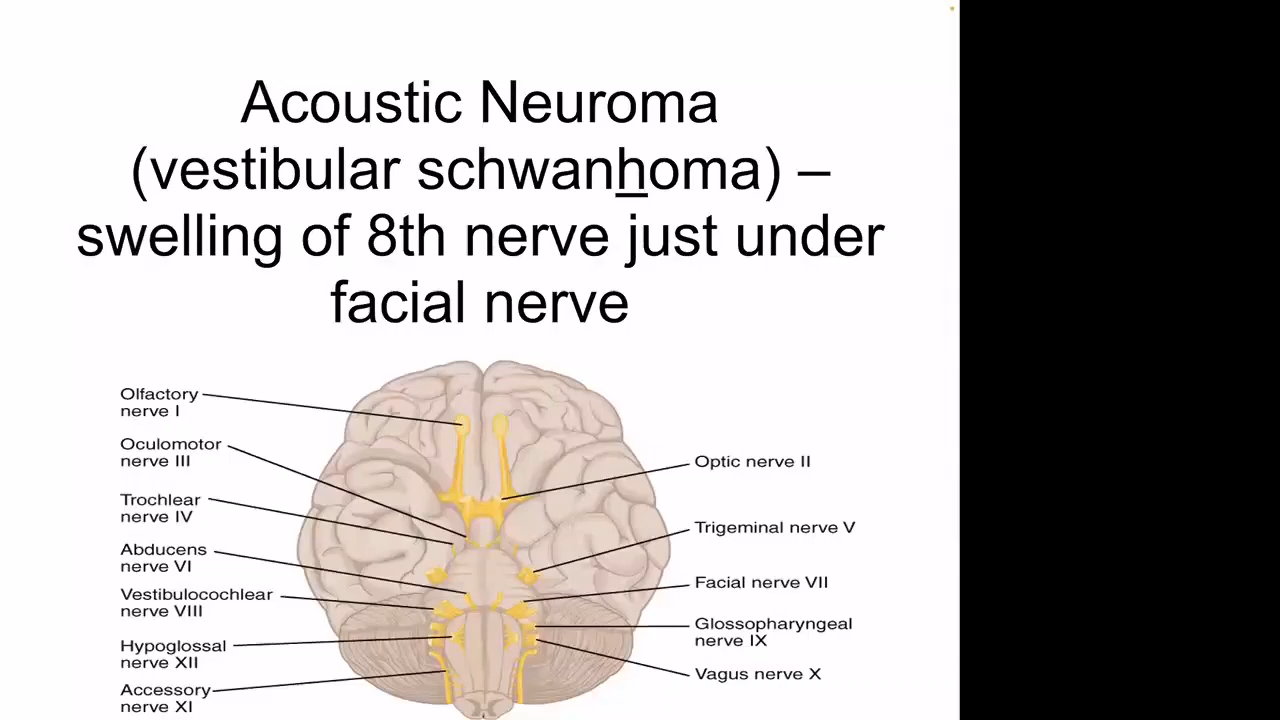 Acoustic Neuroma
(vestibular schwanhoma) –
swelling of 8th nerve just under
facial nerve
Olfactory
nerve I
Oculomotor
nerve III
Trochlear
nerve IV
Abducens
nerve VI
Vestibulocochlear
nerve VIII
Hypoglossal
nerve XII
Accessory
nerve XI
Optic nerve II
Trigeminal nerve V
Facial nerve VII
Glossopharyngeal
nerve IX
Vagus nerve X